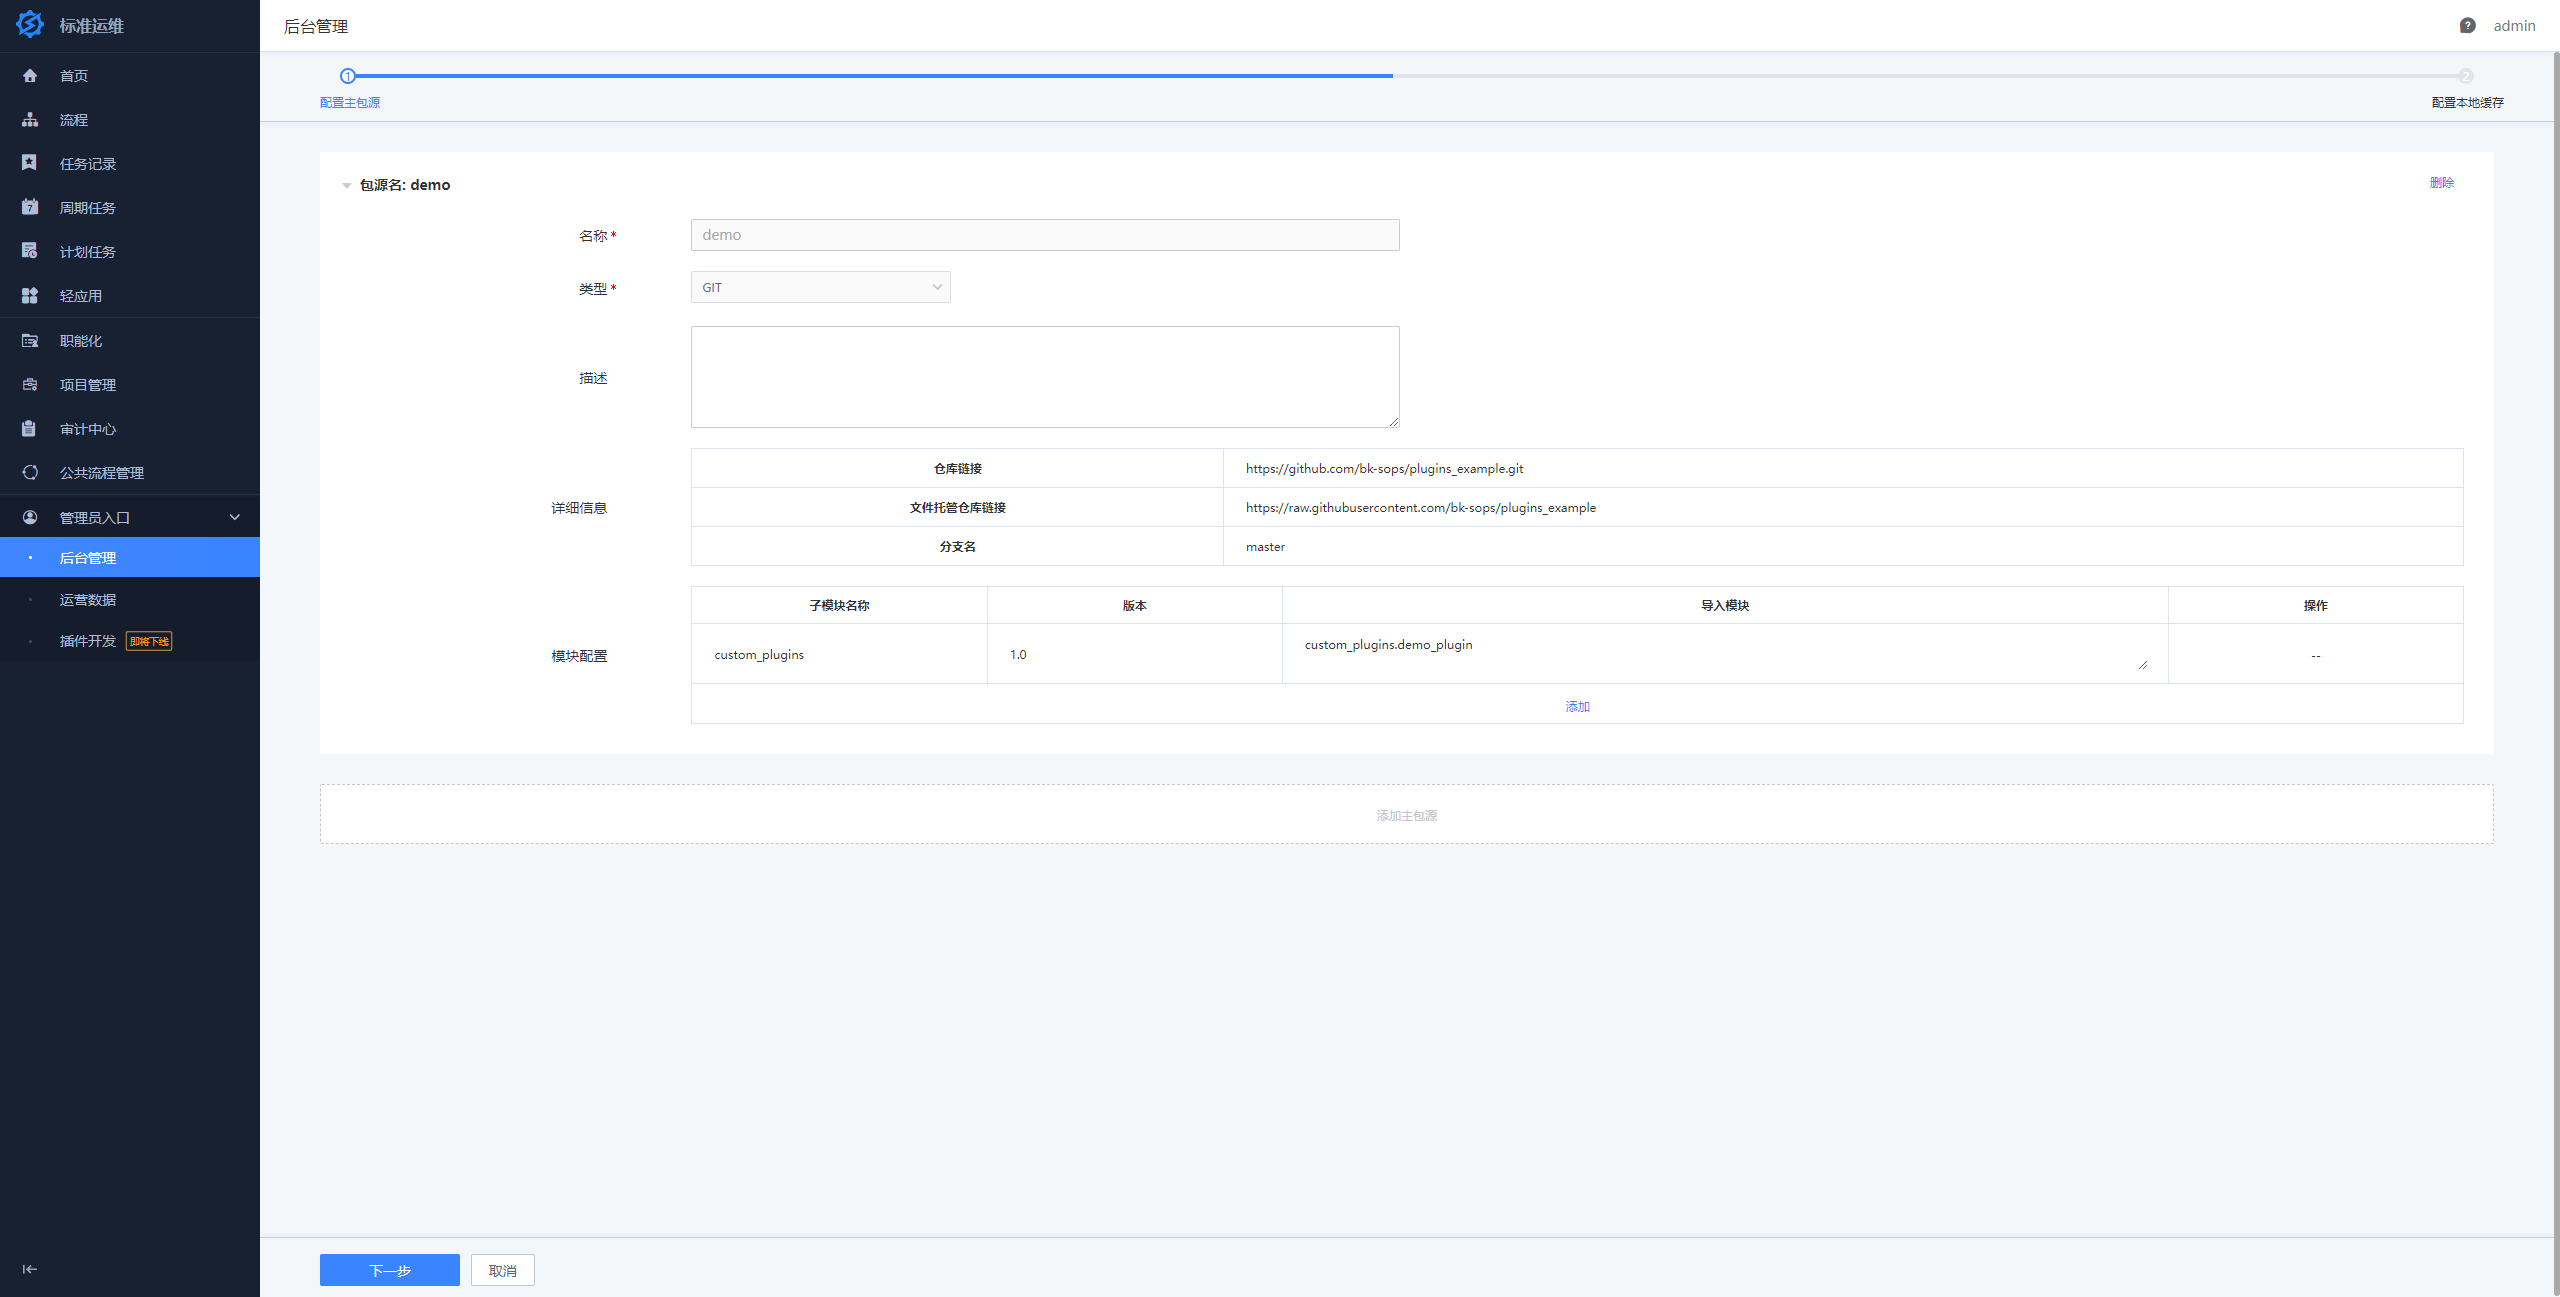 标准运维
后台管理
admin
首页
流程
任务记录
7
周期任务
计划任务
轻应用
职能化
项目管理
审计中心
公共流程管理
管理员入口
后台管理
运营数据
插件开发 即将下线
1
2
配置主包源
配置本地缓存
包源名: demo
删除
名称 *
demo
类型 *
GIT
描述
详细信息
仓库链接 https://github.com/bk-sops/plugins_example.git
文件托管仓库链接 https://raw.githubusercontent.com/bk-sops/plugins_example
分支名 master
模块配置
子模块名称 版本 导入模块 操作
custom_plugins 1.0 custom_plugins.demo_plugin --
添加
添加主包源
下一步 取消